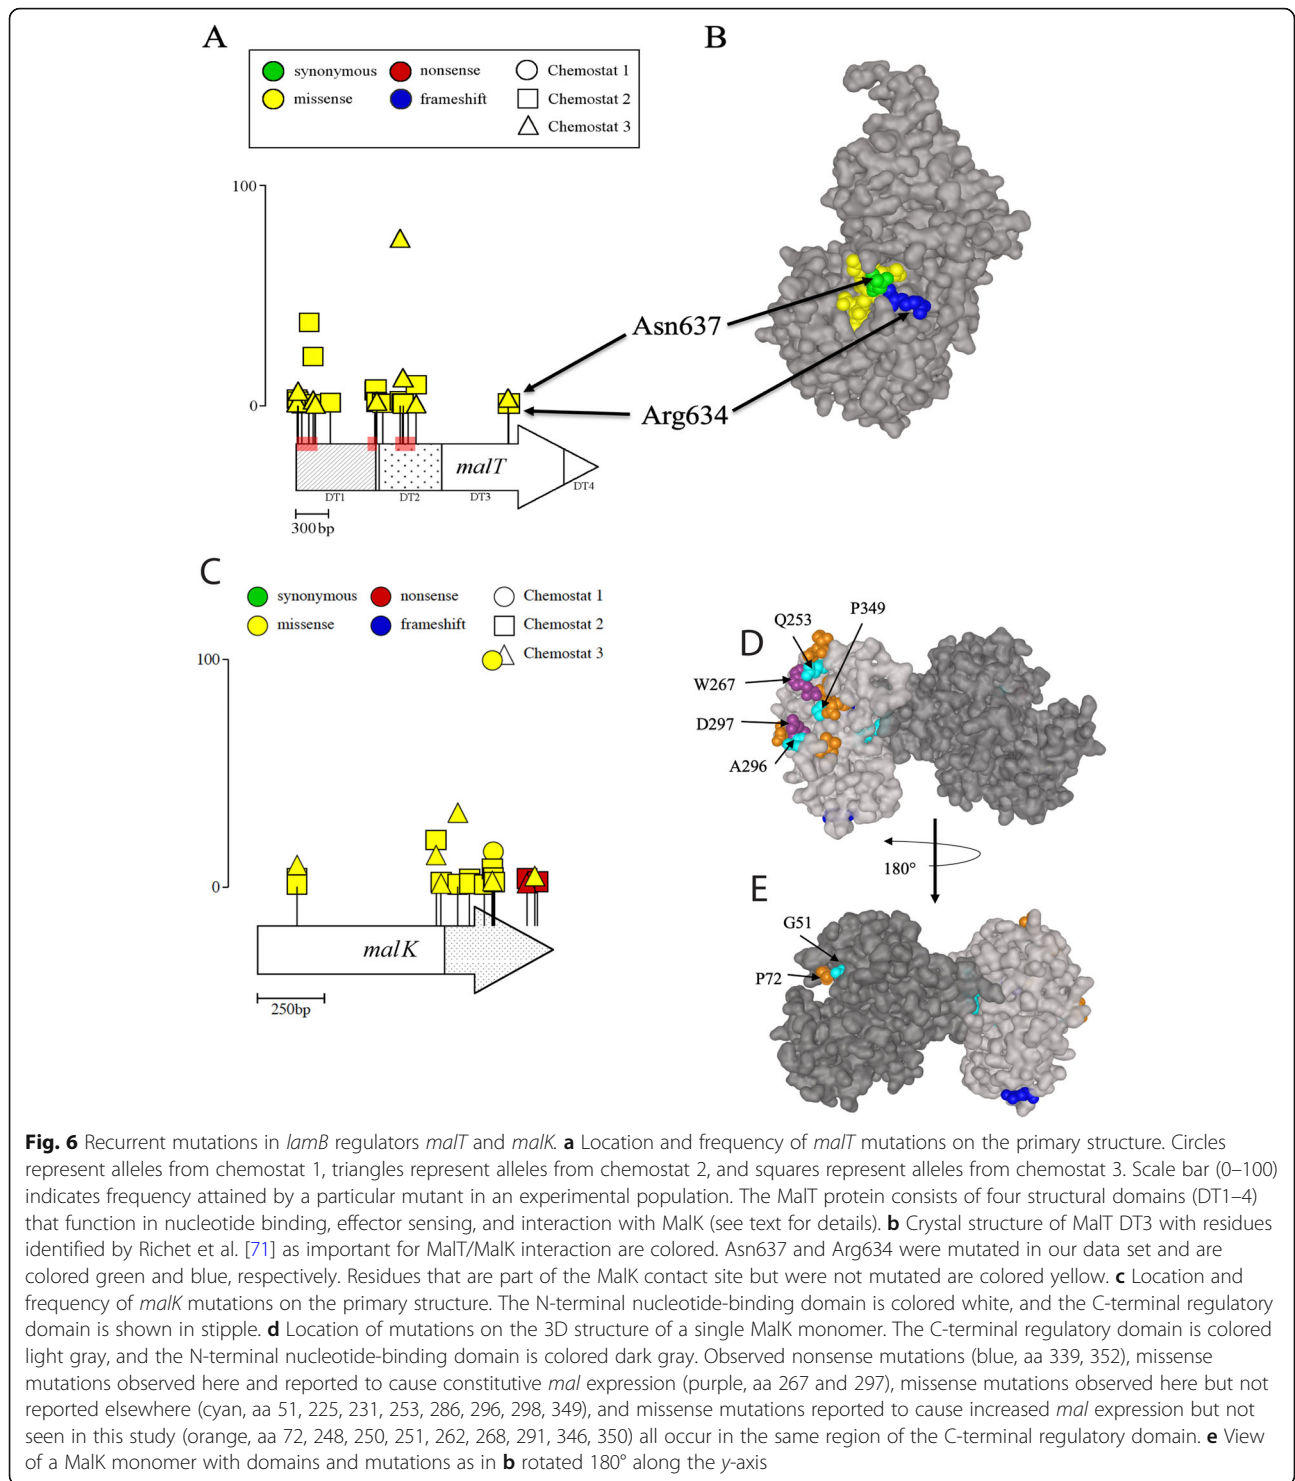 A
synonymous
nonsense
Chemostat 1
missense
frameshift
Chemostat 2
Chemostat 3
100
0
malT
DT1
DT2
DT3
DT4
300bp
B
Asn637
Arg634
C
synonymous
nonsense
Chemostat 1
missense
frameshift
Chemostat 2
Chemostat 3
100
0
malK
250bp
D
Q253
P349
W267
D297
A296
180°
E
G51
P72
Fig. 6 Recurrent mutations in lamB regulators malT and malK. a Location and frequency of malT mutations on the primary structure. Circles
represent alleles from chemostat 1, triangles represent alleles from chemostat 2, and squares represent alleles from chemostat 3. Scale bar (0–100)
indicates frequency attained by a particular mutant in an experimental population. The MalT protein consists of four structural domains (DT1–4)
that function in nucleotide binding, effector sensing, and interaction with MalK (see text for details). b Crystal structure of MalT DT3 with residues
identified by Richet et al. [71] as important for MalT/MalK interaction are colored. Asn637 and Arg634 were mutated in our data set and are
colored green and blue, respectively. Residues that are part of the MalK contact site but were not mutated are colored yellow. c Location and
frequency of malK mutations on the primary structure. The N-terminal nucleotide-binding domain is colored white, and the C-terminal regulatory
domain is shown in stipple. d Location of mutations on the 3D structure of a single MalK monomer. The C-terminal regulatory domain is colored
light gray, and the N-terminal nucleotide-binding domain is colored dark gray. Observed nonsense mutations (blue, aa 339, 352), missense
mutations observed here and reported to cause constitutive mal expression (purple, aa 267 and 297), missense mutations observed here but not
reported elsewhere (cyan, aa 51, 225, 231, 253, 286, 296, 298, 349), and missense mutations reported to cause increased mal expression but not
seen in this study (orange, aa 72, 248, 250, 251, 262, 268, 291, 346, 350) all occur in the same region of the C-terminal regulatory domain. e View
of a MalK monomer with domains and mutations as in b rotated 180° along the y-axis